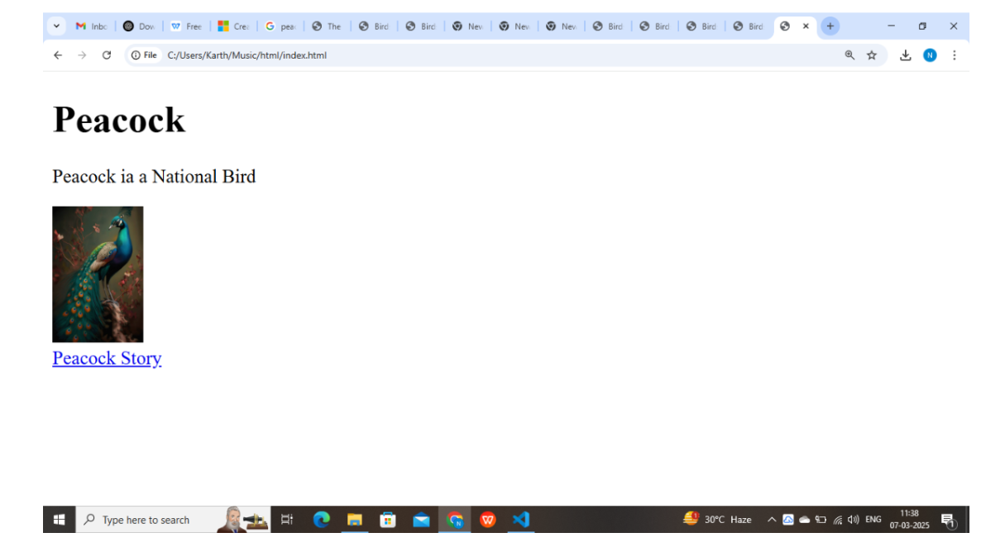 Inbo Dow Free Crea G pea The Bird Bird New New New Bird Bird Bird Bird
File C:/Users/Karth/Music/html/index.html N
Peacock
Peacock ia a National Bird
Peacock Story
Type here to search 30°C Haze ENG 11:38
07-03-2025